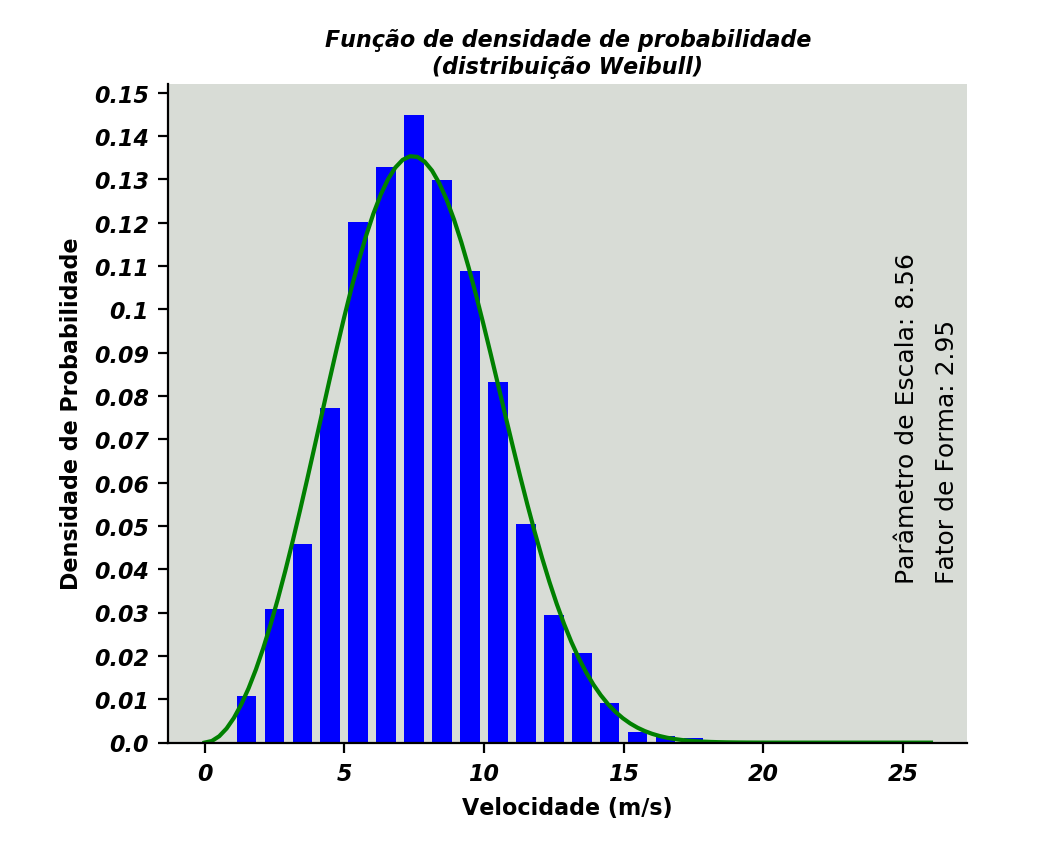 Função de densidade de probabilidade
(distribuição Weibull)
Densidade de Probabilidade
0.15
0.14
0.13
0.12
0.11
0.1
0.09
0.08
0.07
0.06
0.05
0.04
0.03
0.02
0.01
0.0
Parâmetro de Escala: 8.56
Fator de Forma: 2.95
0 5 10 15 20 25
Velocidade (m/s)